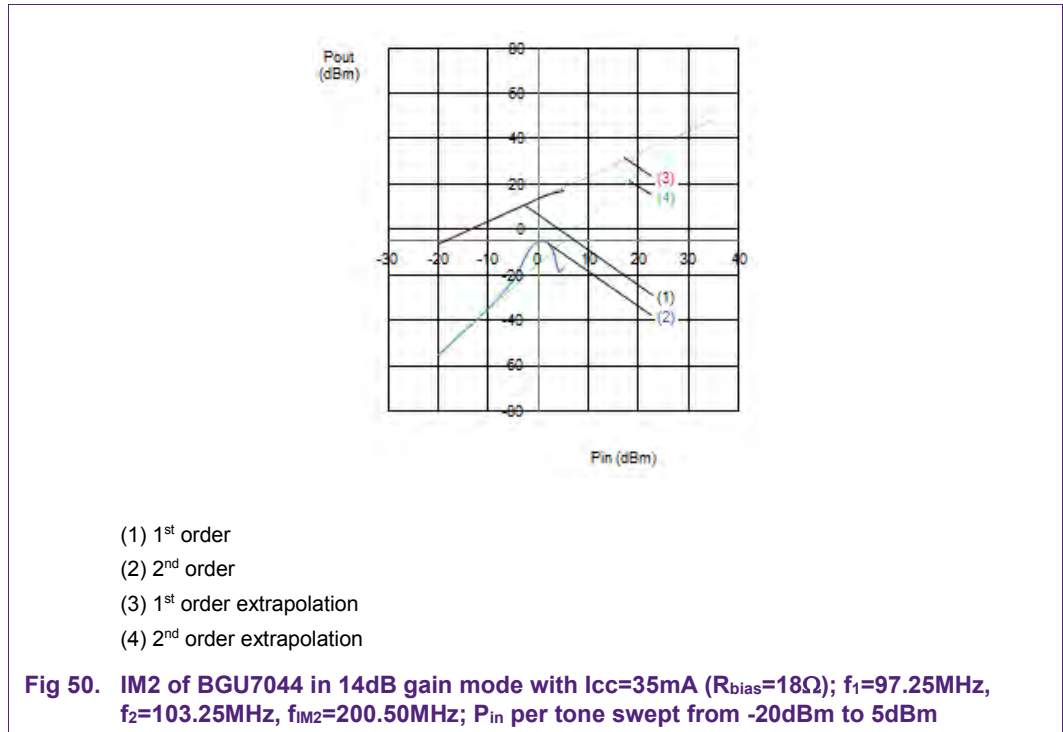 Pout
(dBm)
80
60
40
20
0
-30 -20 -10 0 10 20 30 40
-20
-40
-60
-80
(3)
(4)
(1)
(2)
Pin (dBm)
(1) 1st order
(2) 2nd order
(3) 1st order extrapolation
(4) 2nd order extrapolation
Fig 50. IM2 of BGU7044 in 14dB gain mode with Icc=35mA (Rbias=18Ω); f1=97.25MHz,
f2=103.25MHz, fIM2=200.50MHz; Pin per tone swept from -20dBm to 5dBm